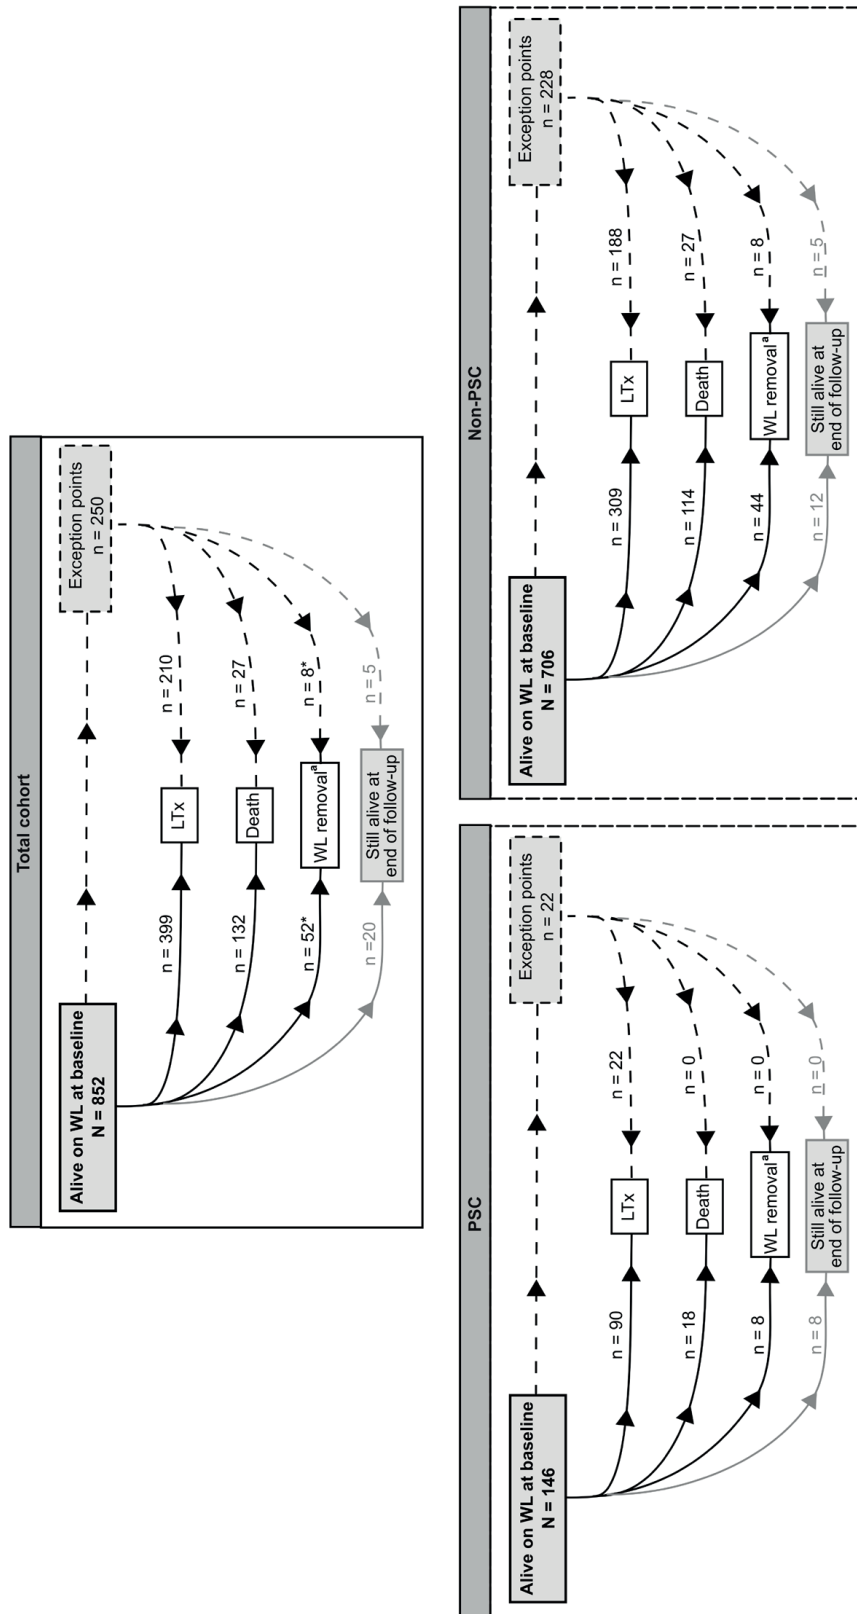 Total cohort
Alive on WL at baseline
N = 852
Exception points
n = 250
n = 399
LTx
n = 210
n = 132
Death
n = 27
n = 52*
WL removalᵃ
n = 8*
n =20
Still alive at
end of follow-up
n = 5
PSC
Alive on WL at baseline
N = 146
Exception points
n = 22
n = 90
LTx
n = 22
n = 18
Death
n = 0
n = 8
WL removalᵃ
n = 0
n = 8
Still alive at
end of follow-up
n = 0
Non-PSC
Alive on WL at baseline
N = 706
Exception points
n = 228
n = 309
LTx
n = 188
n = 114
Death
n = 27
n = 44
WL removalᵃ
n = 8
n = 12
Still alive at
end of follow-up
n = 5